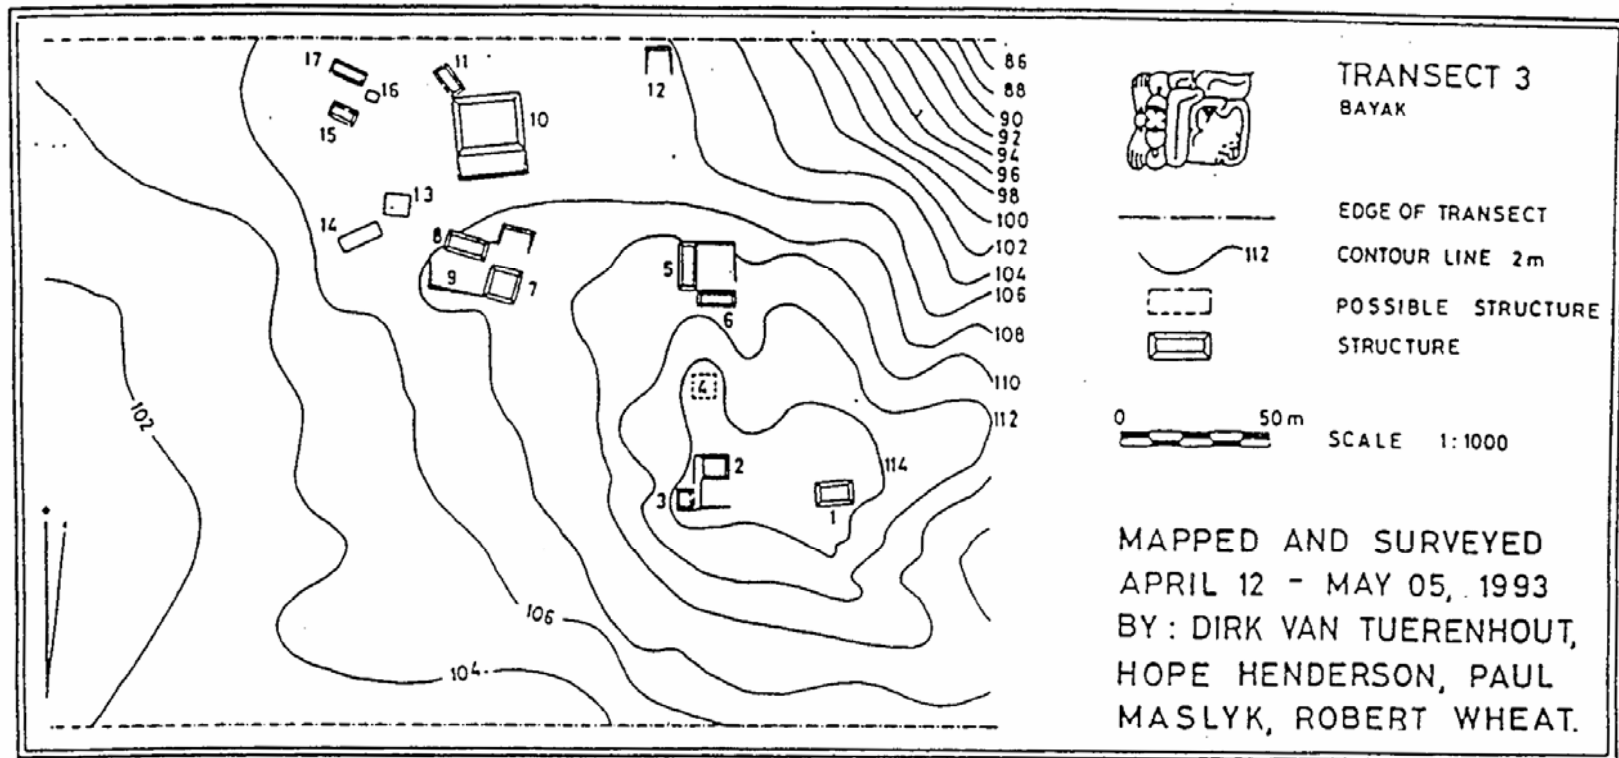 TRANSECT 3
BAYAK
EDGE OF TRANSECT
112 CONTOUR LINE 2m
POSSIBLE STRUCTURE
STRUCTURE
0 50 m SCALE 1:1000
MAPPED AND SURVEYED
APRIL 12 - MAY 05, 1993
BY: DIRK VAN TUERENHOUT,
HOPE HENDERSON, PAUL
MASLYK, ROBERT WHEAT.
17
16
15
11
10
12
13
14
8
9
7
5
6
4
2
3
1
86
88
90
92
94
96
98
100
102
104
106
108
110
112
114
102
104
106